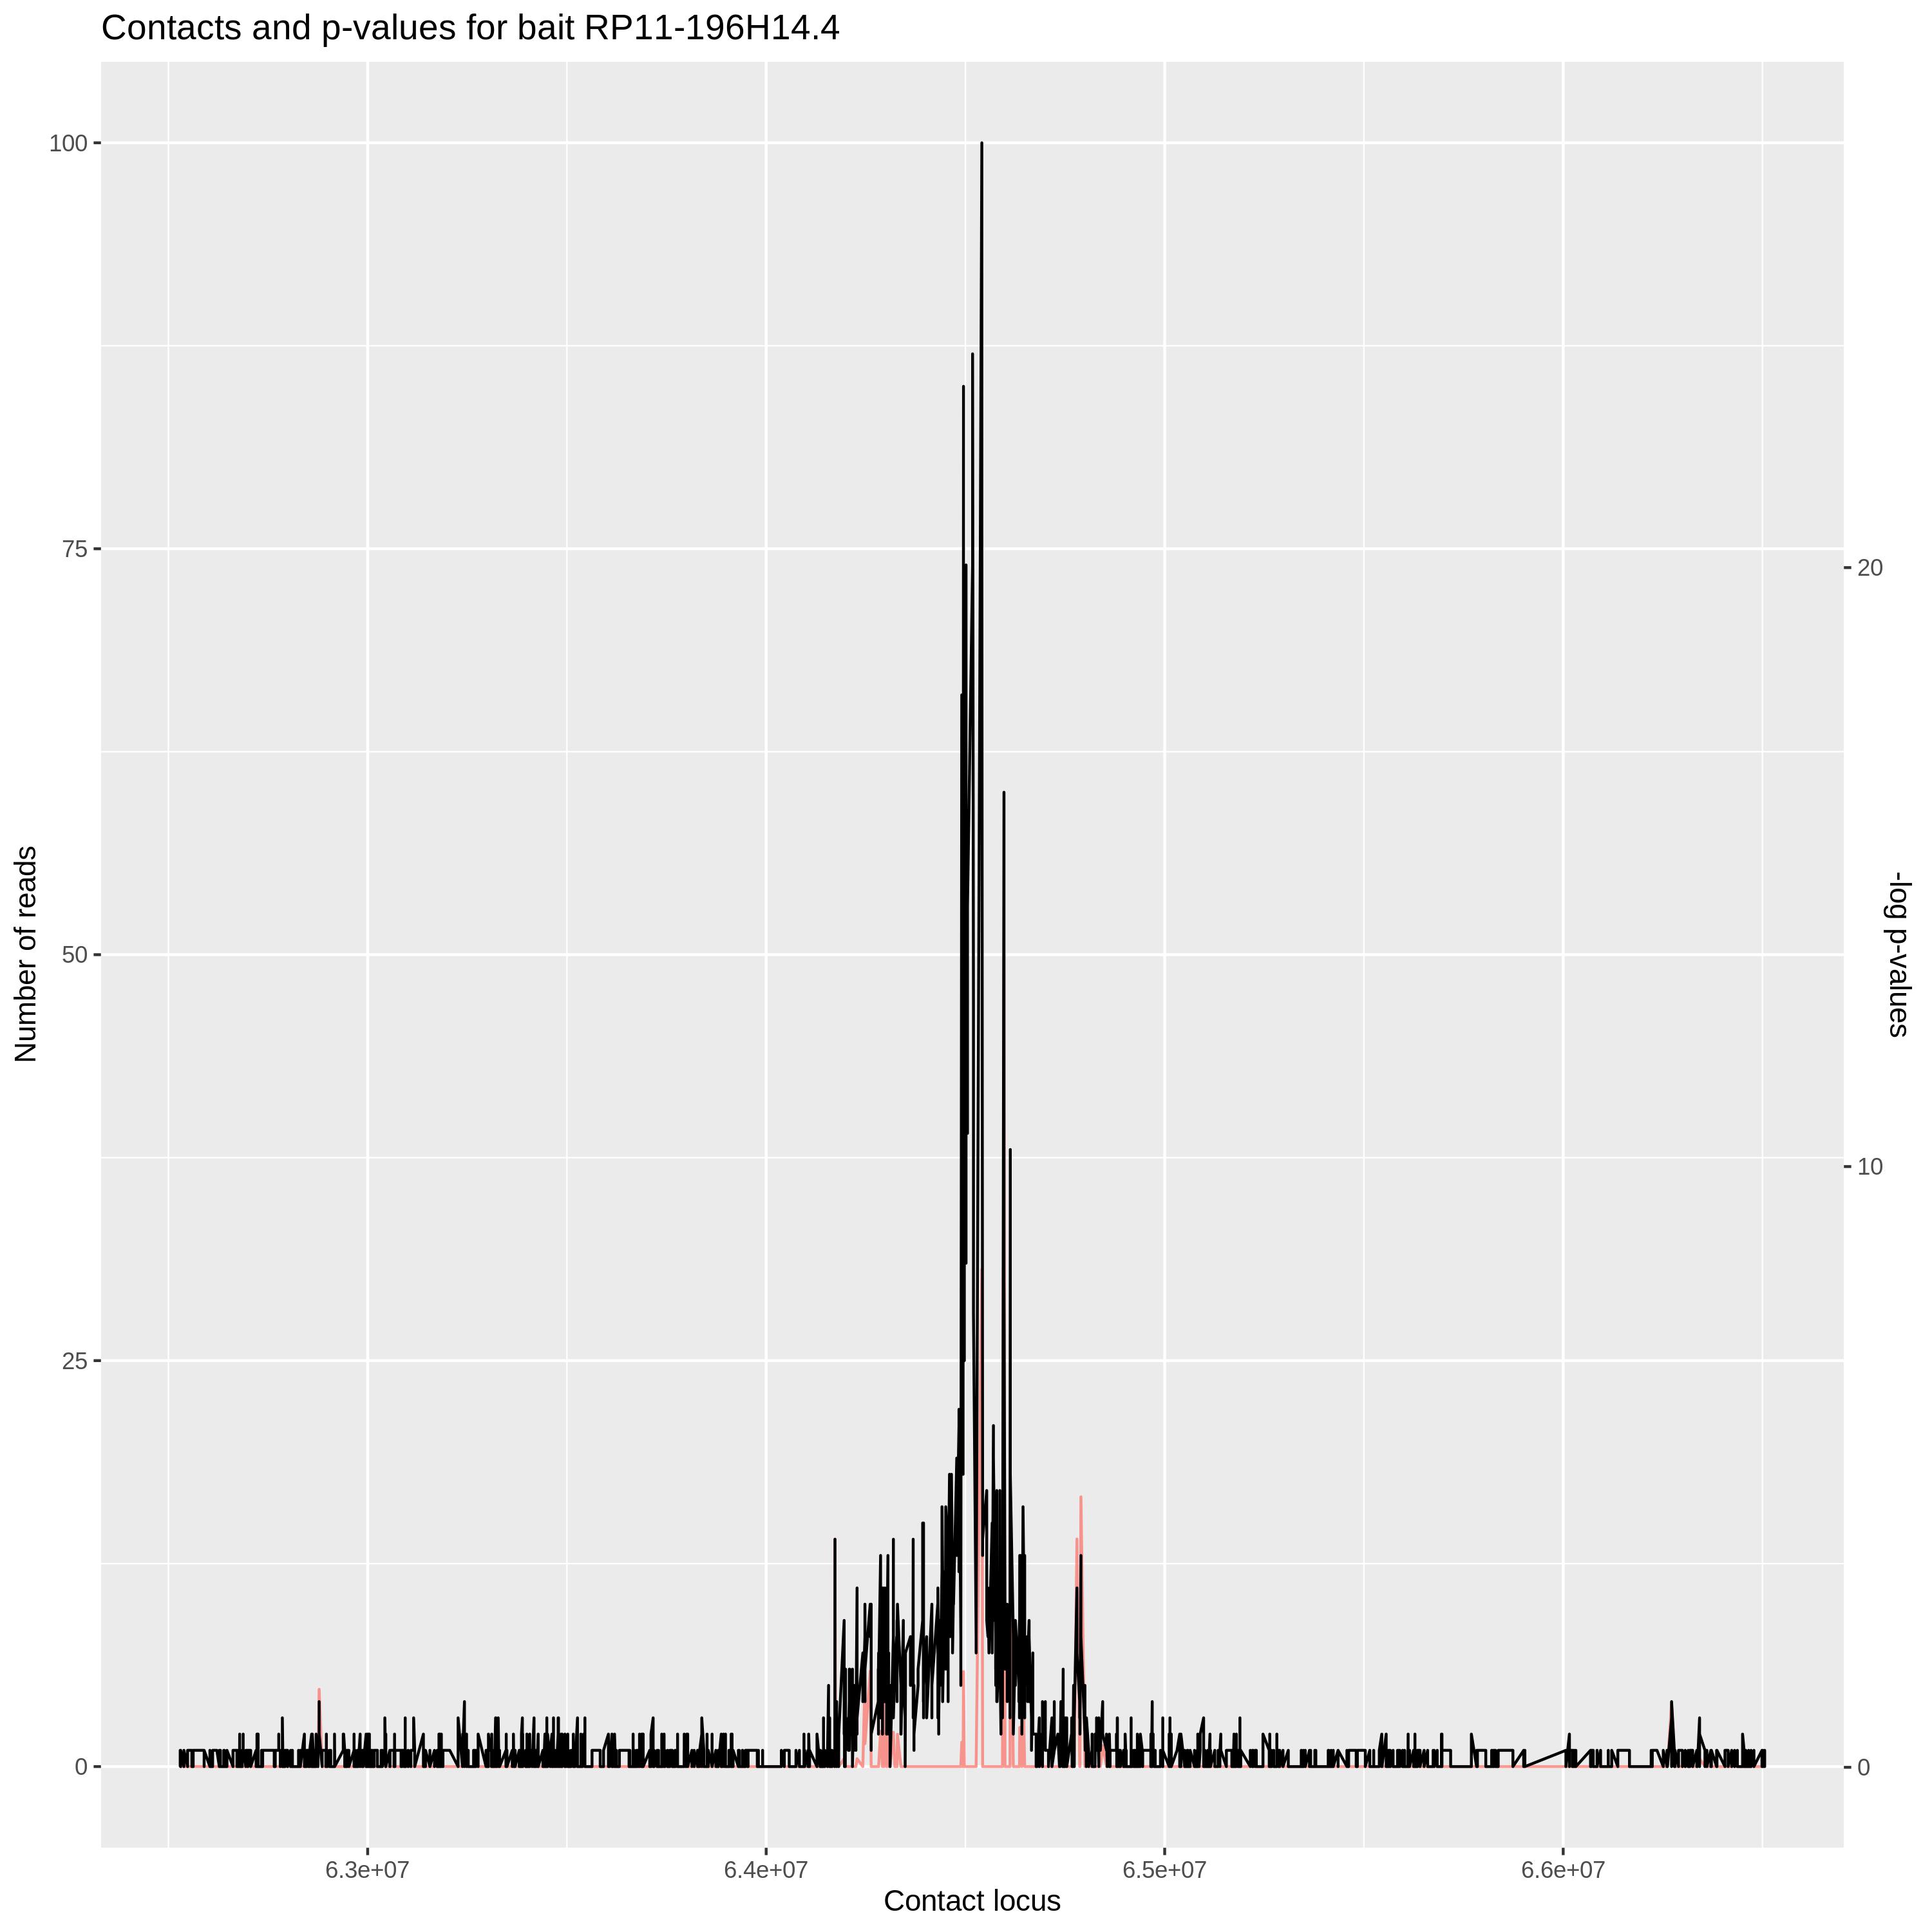 Contacts and p-values for bait RP11-196H14.4
100
75
50
25
0
Number of reads
20
10
0
-log p-values
6.3e+07
6.4e+07
6.5e+07
6.6e+07
Contact locus